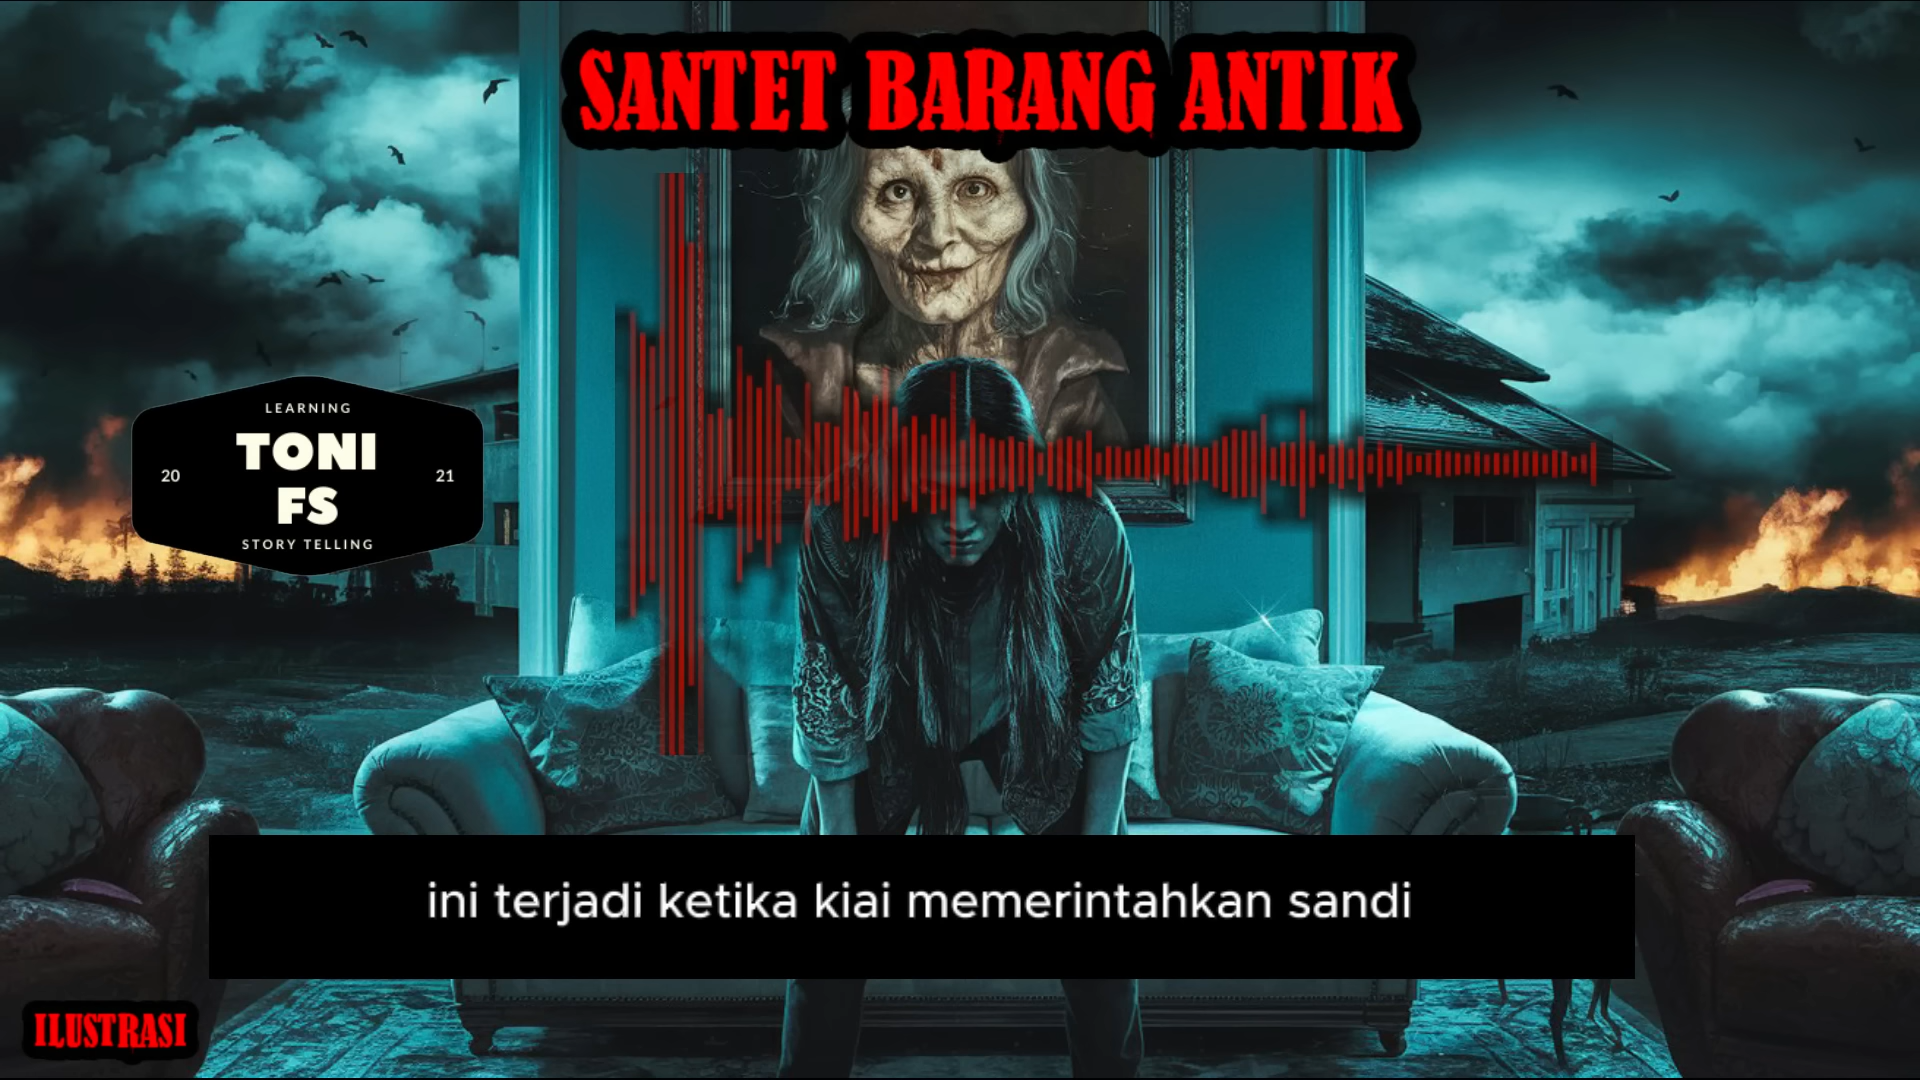 SANTET BARANG ANTIK
LEARNING
TONI
20
21
FS
STORY TELLING
ini terjadi ketika kiai memerintahkan sandi
ILUSTRASI